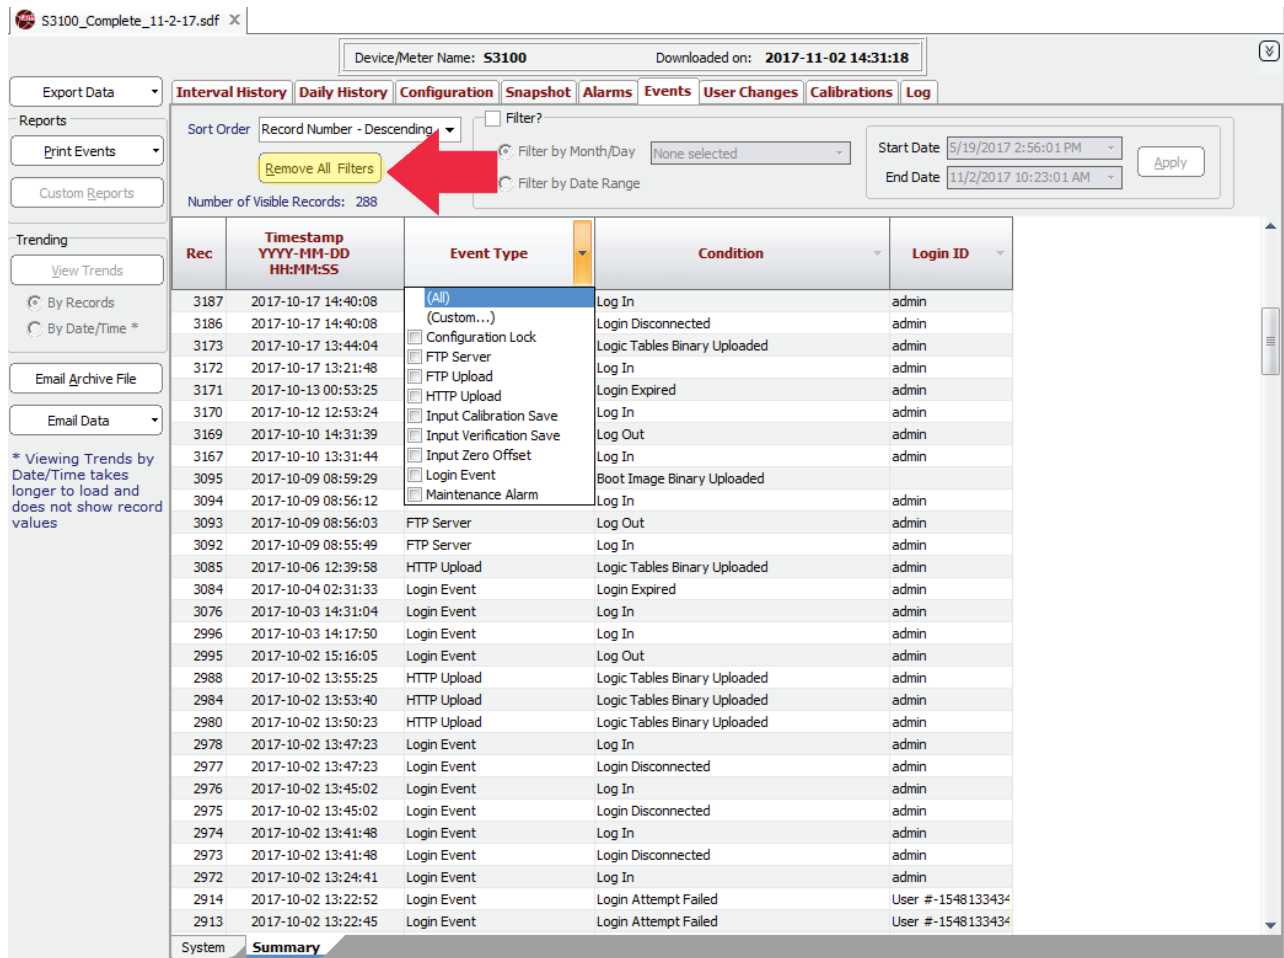 S3100_Complete_11-2-17.sdf X
Device/Meter Name: S3100 Downloaded on: 2017-11-02 14:31:18
Export Data
Reports
Print Events
Custom Reports
Trending
View Trends
By Records
By Date/Time *
Email Archive File
Email Data
* Viewing Trends by
Date/Time takes
longer to load and
does not show record
values
Interval History Daily History Configuration Snapshot Alarms Events User Changes Calibrations Log
Sort Order Record Number - Descending
Remove All Filters
Number of Visible Records: 288
Filter?
Filter by Month/Day None selected
Filter by Date Range
Start Date 5/19/2017 2:56:01 PM
End Date 11/2/2017 10:23:01 AM
Apply
Rec Timestamp YYYY-MM-DD HH:MM:SS Event Type Condition Login ID
(All)
(Custom...)
Configuration Lock
FTP Server
FTP Upload
HTTP Upload
Input Calibration Save
Input Verification Save
Input Zero Offset
Login Event
Maintenance Alarm
3187 2017-10-17 14:40:08 Log In admin
3186 2017-10-17 14:40:08 Login Disconnected admin
3173 2017-10-17 13:44:04 Logic Tables Binary Uploaded admin
3172 2017-10-17 13:21:48 Log In admin
3171 2017-10-13 00:53:25 Login Expired admin
3170 2017-10-12 12:53:24 Log In admin
3169 2017-10-10 14:31:39 Log Out admin
3167 2017-10-10 13:31:44 Log In admin
3095 2017-10-09 08:59:29 Boot Image Binary Uploaded
3094 2017-10-09 08:56:12 Log In admin
3093 2017-10-09 08:56:03 FTP Server Log Out admin
3092 2017-10-09 08:55:49 FTP Server Log In admin
3085 2017-10-06 12:39:58 HTTP Upload Logic Tables Binary Uploaded admin
3084 2017-10-04 02:31:33 Login Event Login Expired admin
3076 2017-10-03 14:31:04 Login Event Log In admin
2996 2017-10-03 14:17:50 Login Event Log In admin
2995 2017-10-02 15:16:05 Login Event Log Out admin
2988 2017-10-02 13:55:25 HTTP Upload Logic Tables Binary Uploaded admin
2984 2017-10-02 13:53:40 HTTP Upload Logic Tables Binary Uploaded admin
2980 2017-10-02 13:50:23 HTTP Upload Logic Tables Binary Uploaded admin
2978 2017-10-02 13:47:23 Login Event Log In admin
2977 2017-10-02 13:47:23 Login Event Login Disconnected admin
2976 2017-10-02 13:45:02 Login Event Log In admin
2975 2017-10-02 13:45:02 Login Event Login Disconnected admin
2974 2017-10-02 13:41:48 Login Event Log In admin
2973 2017-10-02 13:41:48 Login Event Login Disconnected admin
2972 2017-10-02 13:24:41 Login Event Log In admin
2914 2017-10-02 13:22:52 Login Event Login Attempt Failed User #-1548133434
2913 2017-10-02 13:22:45 Login Event Login Attempt Failed User #-1548133434
System Summary